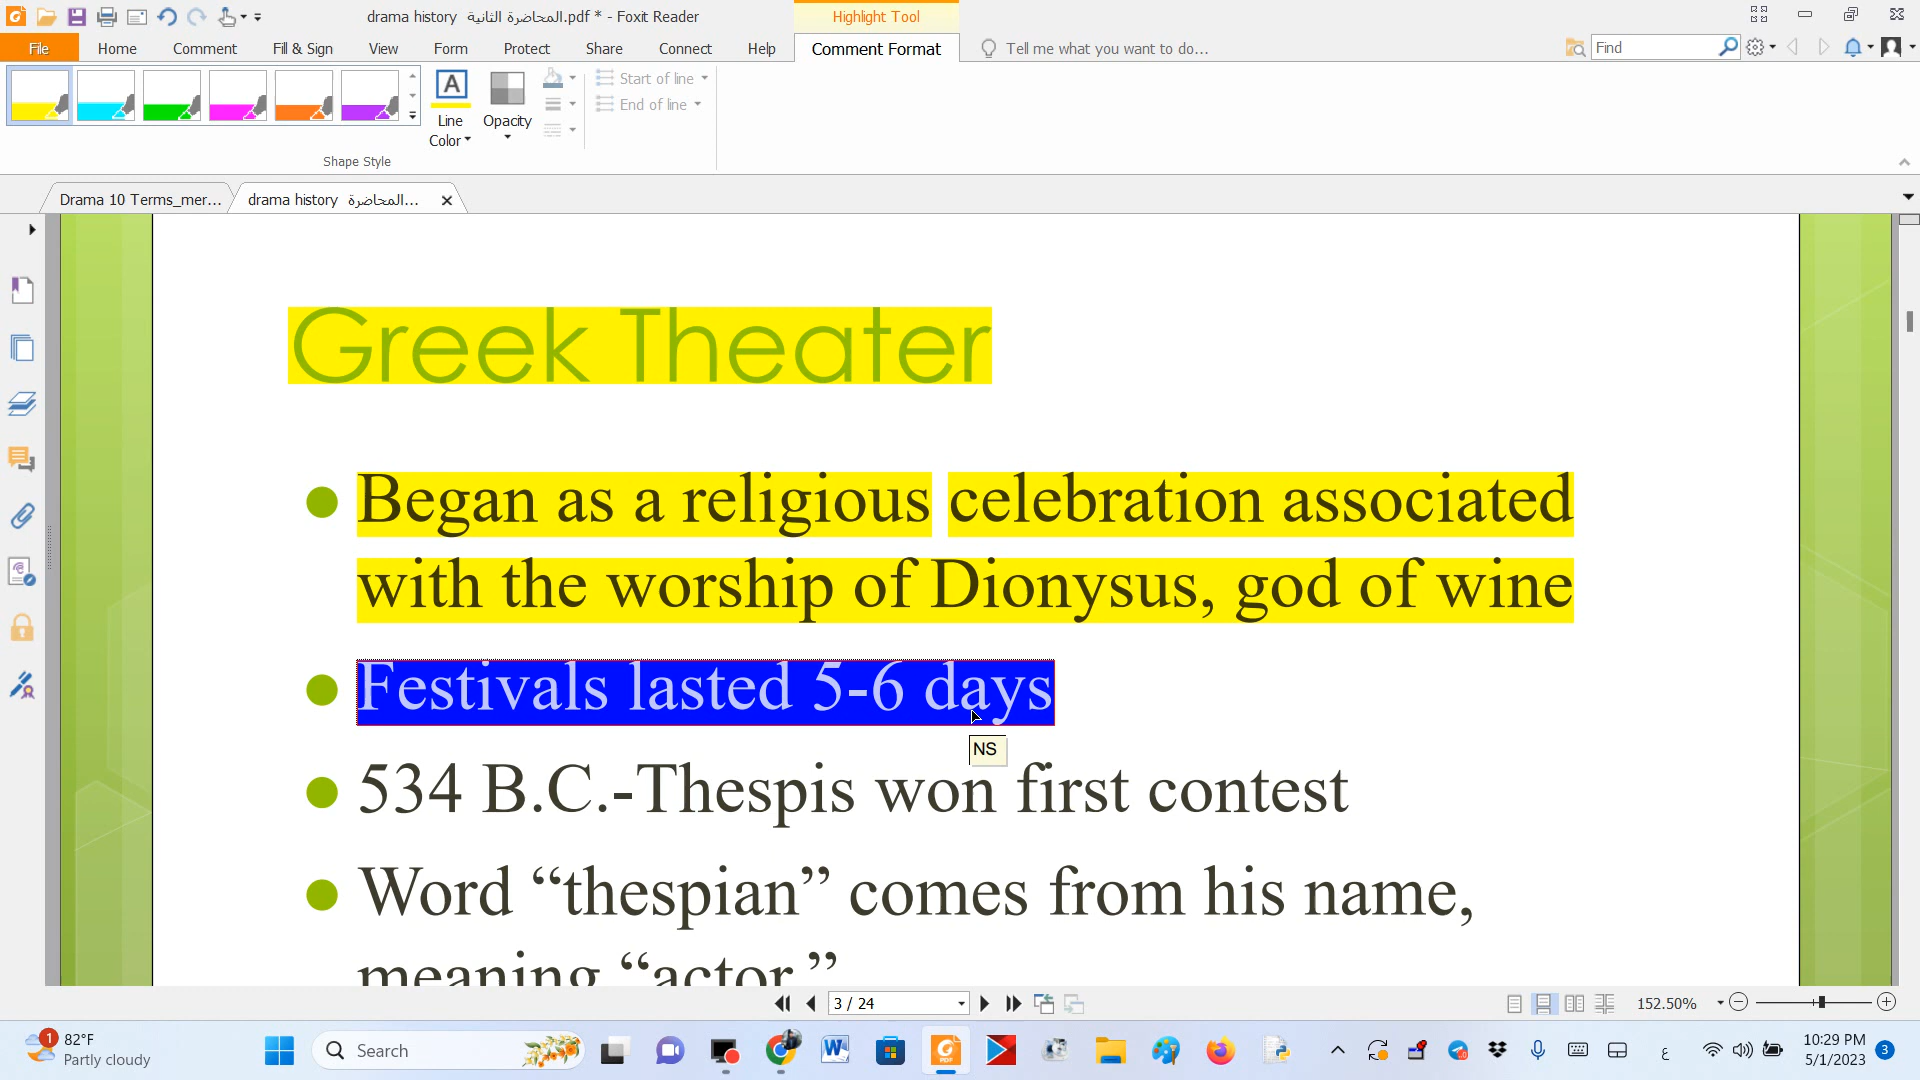 drama history المحاضرة الثانية.pdf * - Foxit Reader
Highlight Tool
File Home Comment Fill & Sign View Form Protect Share Connect Help Comment Format Tell me what you want to do... Find
Line Color
Opacity
Start of line
End of line
Shape Style
Drama 10 Terms_mer...
drama history المحاضرة...
Greek Theater
Began as a religious celebration associated
with the worship of Dionysus, god of wine
Festivals lasted 5-6 days
NS
534 B.C.-Thespis won first contest
Word “thespian” comes from his name,
meaning “actor.”
3 / 24
152.50%
1
82°F
Partly cloudy
Search
ع
10:29 PM
5/1/2023
3